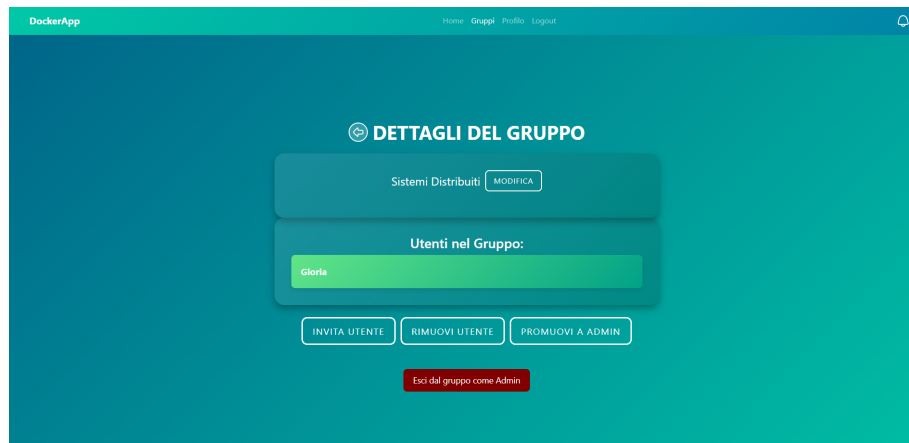 DockerApp Home Gruppi Profilo Logout
DETTAGLI DEL GRUPPO
Sistemi Distribuiti MODIFICA
Utenti nel Gruppo:
Gloria
INVITA UTENTE RIMUOVI UTENTE PROMUOVI A ADMIN
Esci dal gruppo come Admin